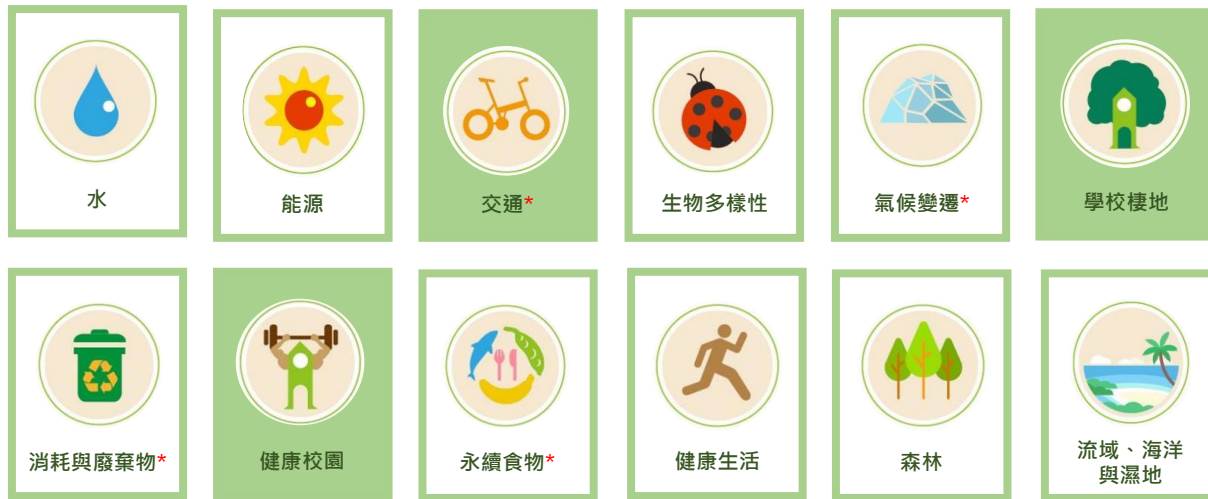 水
能源
交通*
生物多樣性
氣候變遷*
學校棲地
消耗與廢棄物*
健康校園
永續食物*
健康生活
森林
流域、海洋
與濕地